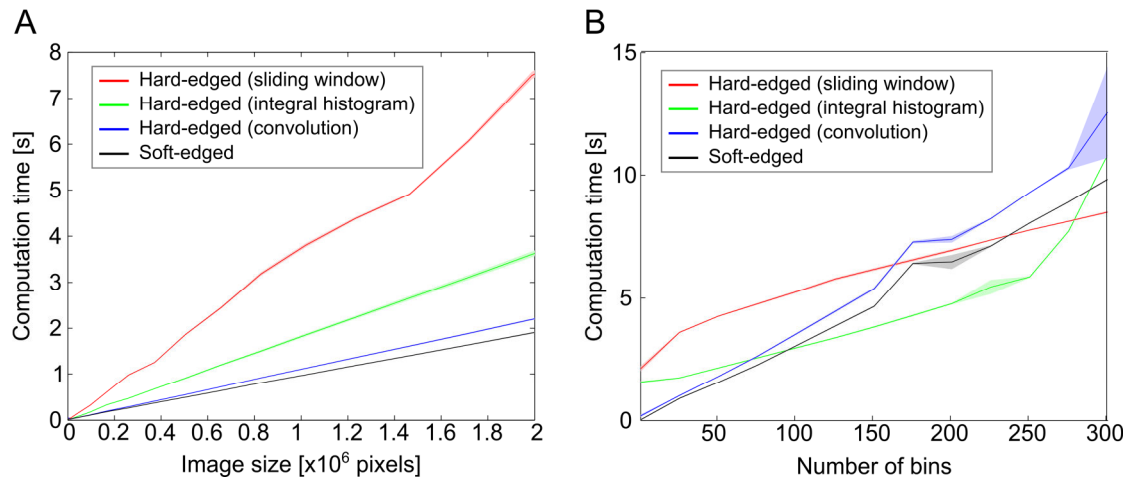 A
Computation time [s]
8
7
6
5
4
3
2
1
0
Hard-edged (sliding window)
Hard-edged (integral histogram)
Hard-edged (convolution)
Soft-edged
0 0.2 0.4 0.6 0.8 1 1.2 1.4 1.6 1.8 2
Image size [x10⁶ pixels]
B
Computation time [s]
15
10
5
0
Hard-edged (sliding window)
Hard-edged (integral histogram)
Hard-edged (convolution)
Soft-edged
50 100 150 200 250 300
Number of bins